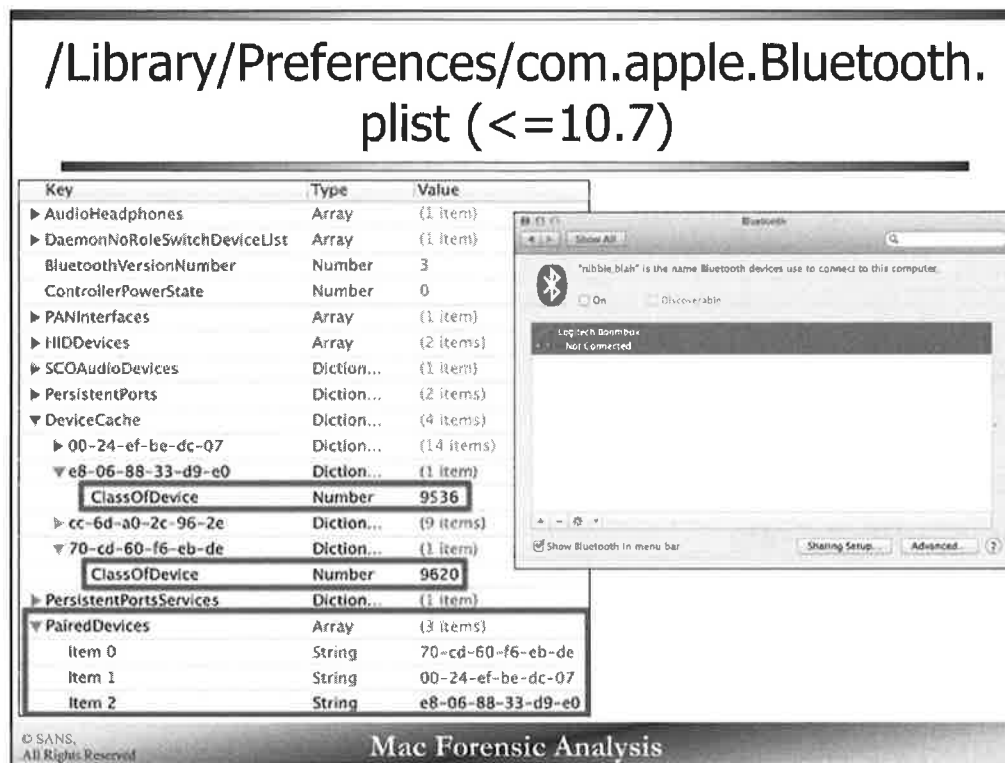 /Library/Preferences/com.apple.Bluetooth.
plist (<=10.7)
Key Type Value
AudioHeadphones Array (1 item)
DaemonNoRoleSwitchDeviceList Array (1 item)
BluetoothVersionNumber Number 3
ControllerPowerState Number 0
PANInterfaces Array (1 item)
HIDDevices Array (2 items)
SCOAudioDevices Diction... (1 item)
PersistentPorts Diction... (2 items)
DeviceCache Diction... (4 items)
00-24-ef-be-dc-07 Diction... (14 items)
e8-06-88-33-d9-e0 Diction... (1 item)
ClassOfDevice Number 9536
cc-6d-a0-2c-96-2e Diction... (9 items)
70-cd-60-f6-eb-de Diction... (1 item)
ClassOfDevice Number 9620
PersistentPortsServices Diction... (1 item)
PairedDevices Array (3 items)
Item 0 String 70-cd-60-f6-eb-de
Item 1 String 00-24-ef-be-dc-07
Item 2 String e8-06-88-33-d9-e0
Bluetooth
Show All
"nibble_blah" is the name Bluetooth devices use to connect to this computer.
On Discoverable
Logitech Boombox
Not Connected
Show Bluetooth in menu bar
Sharing Setup... Advanced... ?
© SANS,
All Rights Reserved
Mac Forensic Analysis